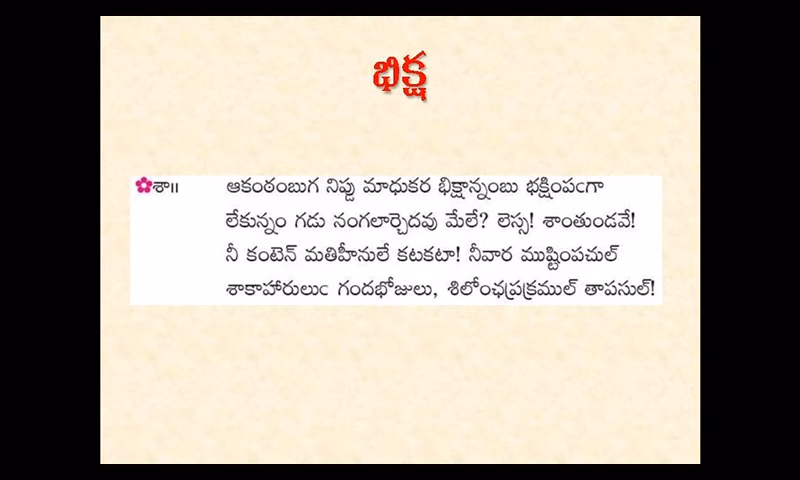 భిక్ష
✿శా॥ ఆకంఠంబుగ నిప్డు మాధుకర భిక్షాన్నంబు భక్షింపఁగా
లేకున్నం గడు నంగలార్చెదవు మేలే? లెస్స! శాంతుండవే!
నీ కంటెన్ మతిహీనులే కటకటా! నీవార ముష్టింపచుల్
శాకాహారులుఁ గందభోజులు, శిలోంఛప్రక్రముల్ తాపసుల్!